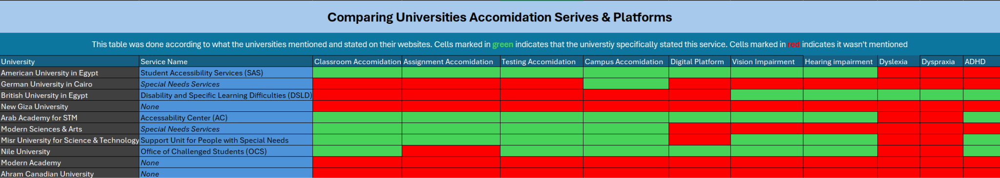 Comparing Universities Accomidation Serives & Platforms
This table was done according to what the universities mentioned and stated on their websites. Cells marked in green indicates that the universtiy specifically stated this service. Cells marked in red indicates it wasn't mentioned
University Service Name Classroom Accomidation Assignment Accomidation Testing Accomidation Campus Accomidation Digital Platform Vision Impairment Hearing impairment Dyslexia Dyspraxia ADHD
American University in Egypt Student Accessibility Services (SAS)
German University in Cairo Special Needs Services
British University in Egypt Disability and Specific Learning Difficulties (DSLD)
New Giza University None
Arab Academy for STM Accessability Center (AC)
Modern Sciences & Arts Special Needs Services
Misr University for Science & Technology Support Unit for People with Special Needs
Nile University Office of Challenged Students (OCS)
Modern Academy None
Ahram Canadian University None